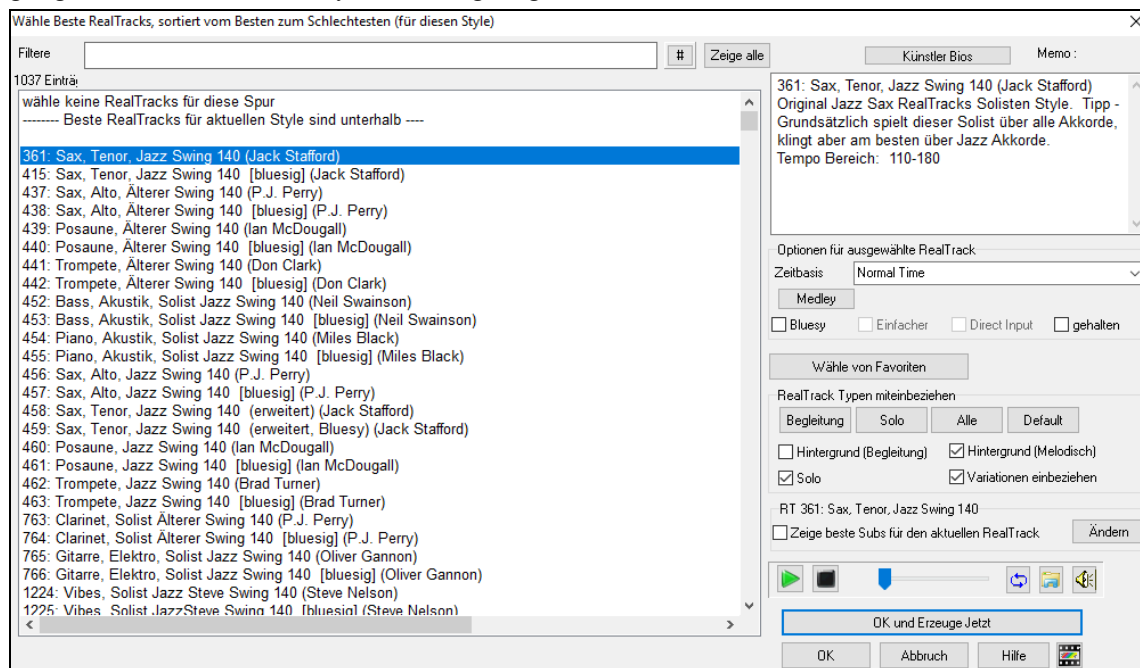 Wähle Beste RealTracks, sortiert vom Besten zum Schlechtesten (für diesen Style)
Filtere
#
Zeige alle
Künstler Bios
Memo :
1037 Einträ
wähle keine RealTracks für diese Spur
-------- Beste RealTracks für aktuellen Style sind unterhalb ----
361: Sax, Tenor, Jazz Swing 140 (Jack Stafford)
415: Sax, Tenor, Jazz Swing 140 [bluesig] (Jack Stafford)
437: Sax, Alto, Älterer Swing 140 (P.J. Perry)
438: Sax, Alto, Älterer Swing 140 [bluesig] (P.J. Perry)
439: Posaune, Älterer Swing 140 (Ian McDougall)
440: Posaune, Älterer Swing 140 [bluesig] (Ian McDougall)
441: Trompete, Älterer Swing 140 (Don Clark)
442: Trompete, Älterer Swing 140 [bluesig] (Don Clark)
452: Bass, Akustik, Solist Jazz Swing 140 (Neil Swainson)
453: Bass, Akustik, Solist Jazz Swing 140 [bluesig] (Neil Swainson)
454: Piano, Akustik, Solist Jazz Swing 140 (Miles Black)
455: Piano, Akustik, Solist Jazz Swing 140 [bluesig] (Miles Black)
456: Sax, Alto, Jazz Swing 140 (P.J. Perry)
457: Sax, Alto, Jazz Swing 140 [bluesig] (P.J. Perry)
458: Sax, Tenor, Jazz Swing 140 (erweitert) (Jack Stafford)
459: Sax, Tenor, Jazz Swing 140 (erweitert, Bluesy) (Jack Stafford)
460: Posaune, Jazz Swing 140 (Ian McDougall)
461: Posaune, Jazz Swing 140 [bluesig] (Ian McDougall)
462: Trompete, Jazz Swing 140 (Brad Turner)
463: Trompete, Jazz Swing 140 [bluesig] (Brad Turner)
763: Clarinet, Solist Älterer Swing 140 (P.J. Perry)
764: Clarinet, Solist Älterer Swing 140 [bluesig] (P.J. Perry)
765: Gitarre, Elektro, Solist Jazz Swing 140 (Oliver Gannon)
766: Gitarre, Elektro, Solist Jazz Swing 140 [bluesig] (Oliver Gannon)
1224: Vibes, Solist Jazz Steve Swing 140 (Steve Nelson)
1225: Vibes, Solist JazzSteve Swing 140 [bluesig] (Steve Nelson)
361: Sax, Tenor, Jazz Swing 140 (Jack Stafford)
Original Jazz Sax RealTracks Solisten Style. Tipp -
Grundsätzlich spielt dieser Solist über alle Akkorde,
klingt aber am besten über Jazz Akkorde.
Tempo Bereich: 110-180
Optionen für ausgewählte RealTrack
Zeitbasis Normal Time
Medley
Bluesy Einfacher Direct Input gehalten
Wähle von Favoriten
RealTrack Typen miteinbeziehen
Begleitung Solo Alle Default
Hintergrund (Begleitung) Hintergrund (Melodisch)
Solo Variationen einbeziehen
RT 361: Sax, Tenor, Jazz Swing 140
Zeige beste Subs für den aktuellen RealTrack Ändern
OK und Erzeuge Jetzt
OK Abbruch Hilfe